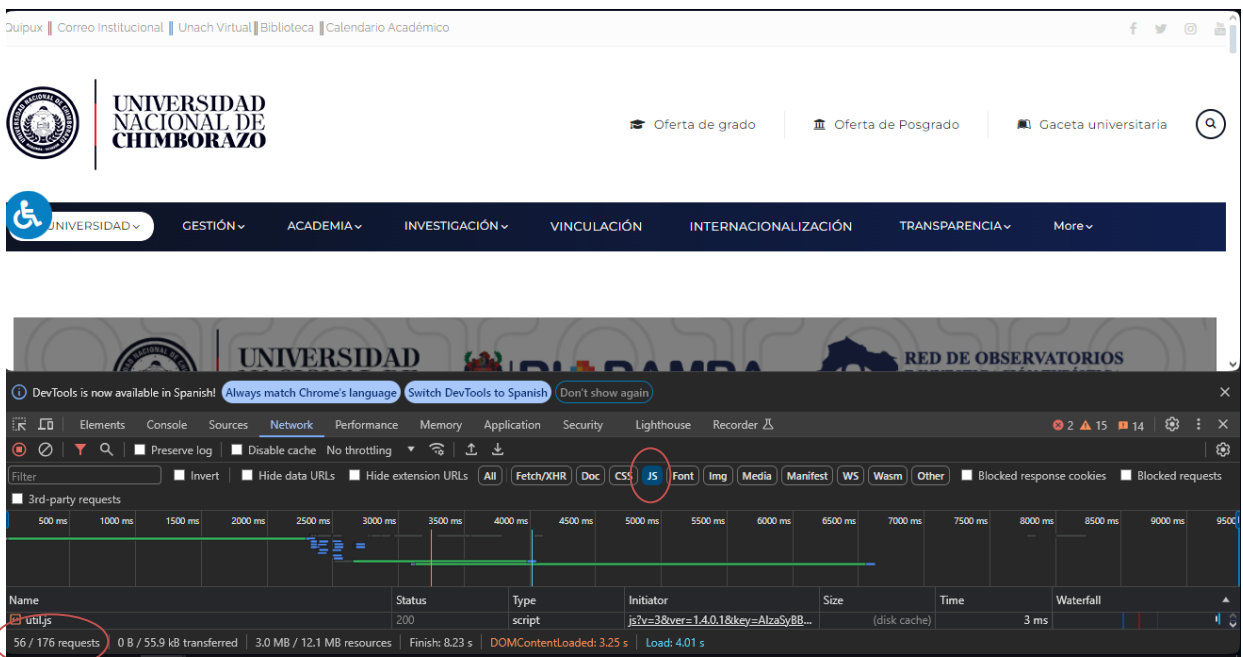 Quipux || Correo Institucional || Unach Virtual || Biblioteca || Calendario Académico
UNIVERSIDAD
NACIONAL DE
CHIMBORAZO
Oferta de grado Oferta de Posgrado Gaceta universitaria
UNIVERSIDAD GESTIÓN ACADEMIA INVESTIGACIÓN VINCULACIÓN INTERNACIONALIZACIÓN TRANSPARENCIA More
UNIVERSIDAD
RED DE OBSERVATORIOS
DevTools is now available in Spanish! Always match Chrome's language Switch DevTools to Spanish Don't show again
Elements Console Sources Network Performance Memory Application Security Lighthouse Recorder 2 15 14
Preserve log Disable cache No throttling
Filter Invert Hide data URLs Hide extension URLs All Fetch/XHR Doc CSS JS Font Img Media Manifest WS Wasm Other Blocked response cookies Blocked requests
3rd-party requests
500 ms 1000 ms 1500 ms 2000 ms 2500 ms 3000 ms 3500 ms 4000 ms 4500 ms 5000 ms 5500 ms 6000 ms 6500 ms 7000 ms 7500 ms 8000 ms 8500 ms 9000 ms 9500
Name Status Type Initiator Size Time Waterfall
util.js 200 script js?v=3&ver=1.4.0.1&key=AIzaSyBB... (disk cache) 3 ms
56 / 176 requests 0 B / 55.9 kB transferred 3.0 MB / 12.1 MB resources Finish: 8.23 s DOMContentLoaded: 3.25 s Load: 4.01 s